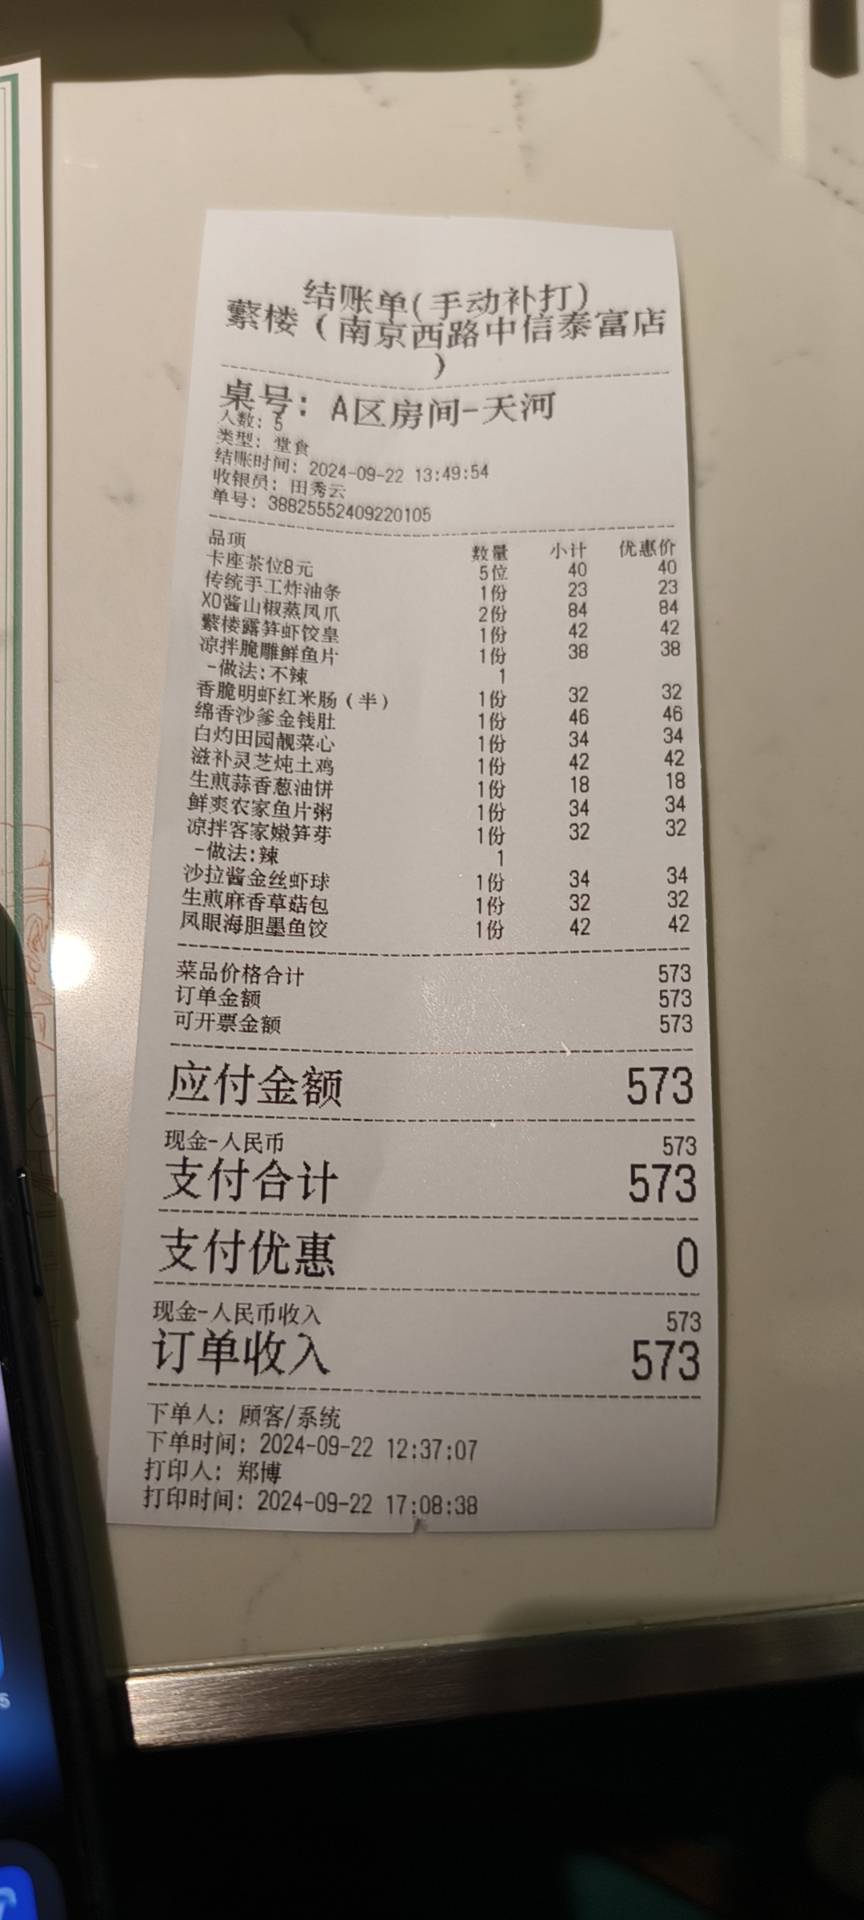 结账单(手动补打)
蘩楼(南京西路中信泰富店
)
桌号: A区房间-天河
人数: 5
类型: 堂食
结账时间: 2024-09-22 13:49:54
收银员: 田秀云
单号: 38825552409220105
品项 数量 小计 优惠价
卡座茶位8元 5位 40 40
传统手工炸油条 1份 23 23
XO酱山椒蒸凤爪 2份 84 84
蘩楼露笋虾饺皇 1份 42 42
凉拌脆雕鲜鱼片 1份 38 38
-做法:不辣 1
香脆明虾红米肠(半) 1份 32 32
绵香沙爹金钱肚 1份 46 46
白灼田园靓菜心 1份 34 34
滋补灵芝炖土鸡 1份 42 42
生煎蒜香葱油饼 1份 18 18
鲜爽农家鱼片粥 1份 34 34
凉拌客家嫩笋芽 1份 32 32
-做法:辣 1
沙拉酱金丝虾球 1份 34 34
生煎麻香草菇包 1份 32 32
凤眼海胆墨鱼饺 1份 42 42
菜品价格合计 573
订单金额 573
可开票金额 573
应付金额 573
现金-人民币 573
支付合计 573
支付优惠 0
现金-人民币收入 573
订单收入 573
下单人: 顾客/系统
下单时间: 2024-09-22 12:37:07
打印人: 郑博
打印时间: 2024-09-22 17:08:38